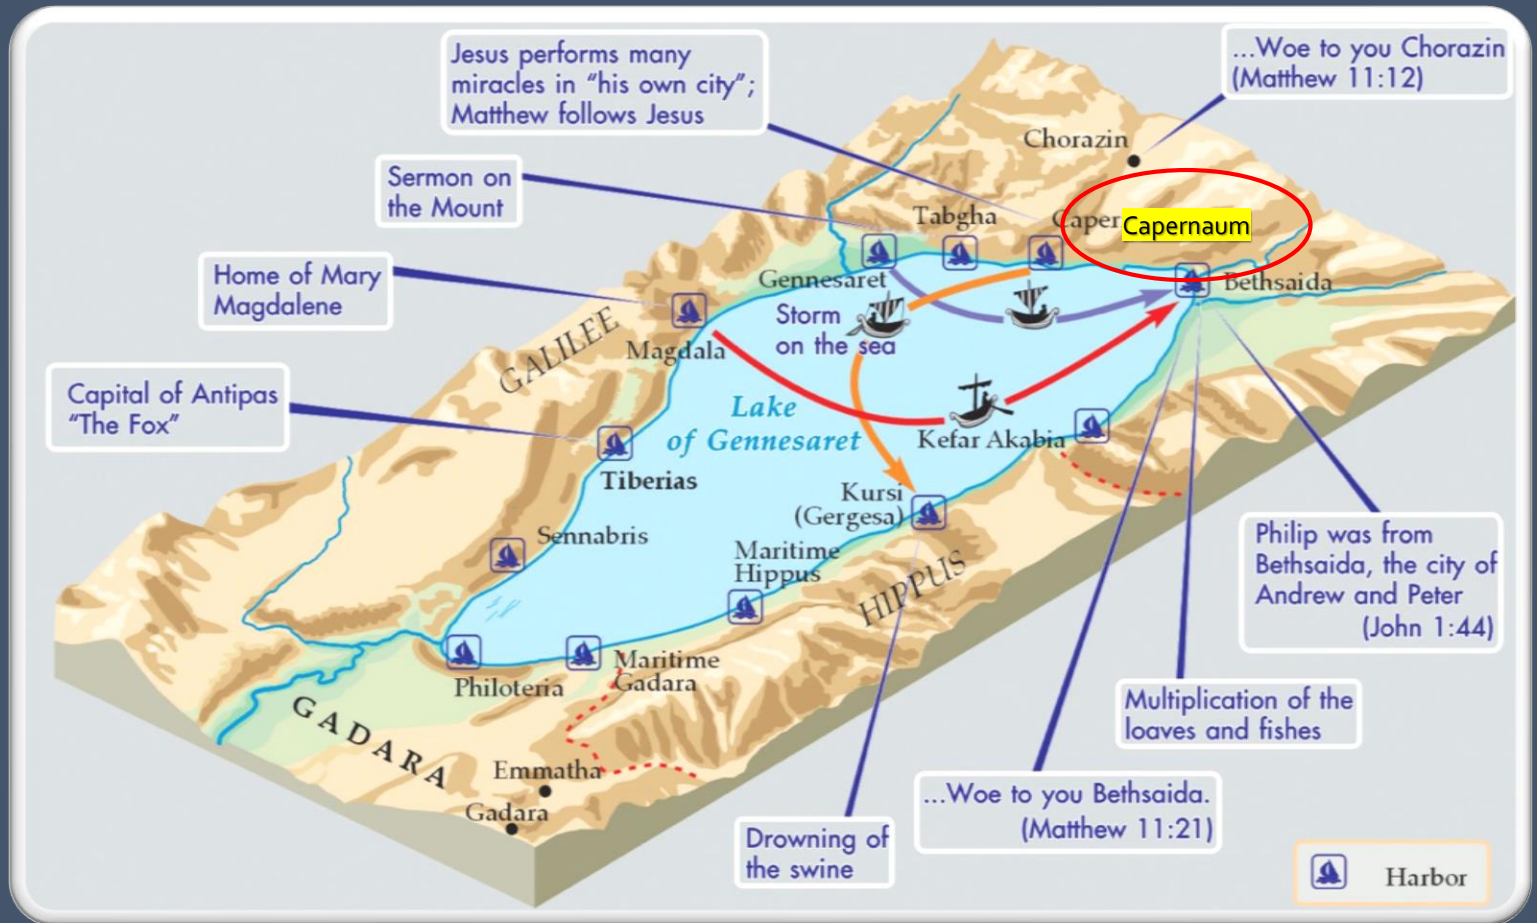 Jesus performs many
miracles in “his own city”;
Matthew follows Jesus
...Woe to you Chorazin
(Matthew 11:12)
Chorazin
Sermon on
the Mount
Tabgha
Caper
Capernaum
Home of Mary
Magdalene
Gennesaret
Bethsaida
Storm
on the sea
GALILEE
Magdala
Capital of Antipas
“The Fox”
Lake
of Gennesaret
Kefar Akabia
Tiberias
Kursi
(Gergesa)
Sennabris
Maritime
Hippus
HIPPUS
Philip was from
Bethsaida, the city of
Andrew and Peter
(John 1:44)
Maritime
Gadara
Philoteria
Multiplication of the
loaves and fishes
GADARA
Emmatha
Gadara
...Woe to you Bethsaida.
(Matthew 11:21)
Drowning of
the swine
Harbor